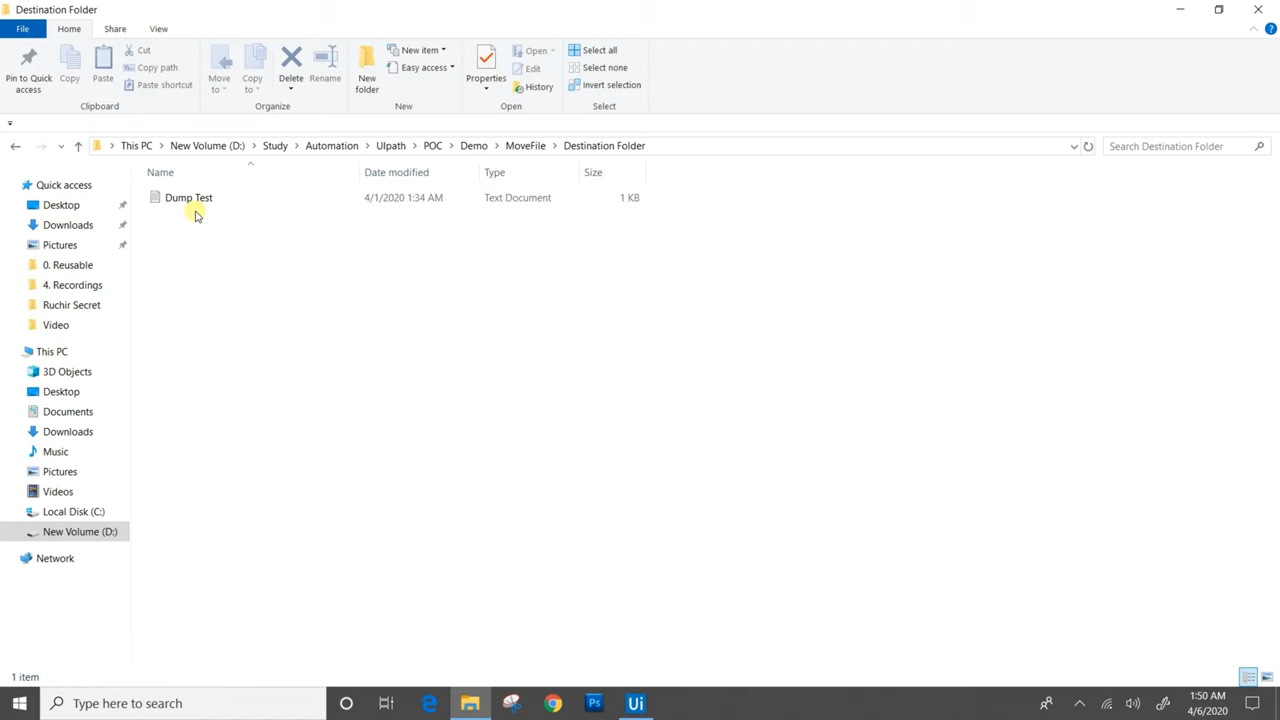 Destination Folder
File Home Share View
Pin to Quick access
Copy
Paste
Cut
Copy path
Paste shortcut
Clipboard
Move to
Copy to
Delete
Rename
Organize
New folder
New item
Easy access
New
Properties
Open
Edit
History
Open
Select all
Select none
Invert selection
Select
This PC New Volume (D:) Study Automation UIpath POC Demo MoveFile Destination Folder
Search Destination Folder
Name Date modified Type Size
Dump Test 4/1/2020 1:34 AM Text Document 1 KB
Quick access
Desktop
Downloads
Pictures
0. Reusable
4. Recordings
Ruchir Secret
Video
This PC
3D Objects
Desktop
Documents
Downloads
Music
Pictures
Videos
Local Disk (C:)
New Volume (D:)
Network
1 item
Type here to search
Ps
Ui
1:50 AM
4/6/2020